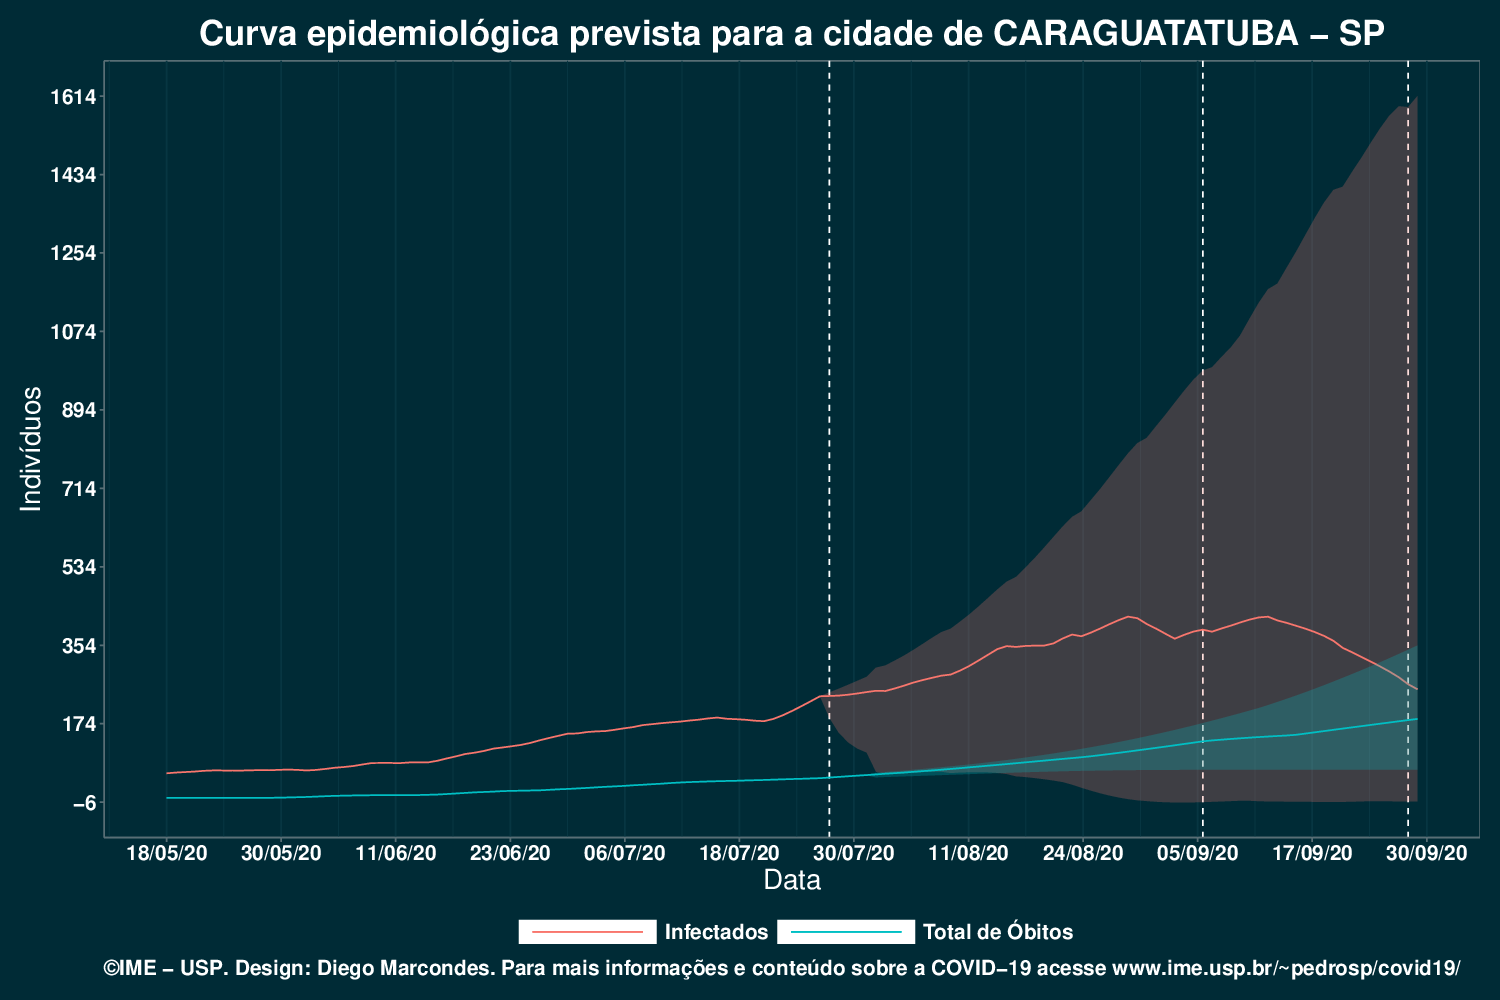 Curva epidemiológica prevista para a cidade de CARAGUATATUBA − SP
1614
1434
1254
1074
894
714
534
354
174
−6
Indivíduos
18/05/20 30/05/20 11/06/20 23/06/20 06/07/20 18/07/20 30/07/20 11/08/20 24/08/20 05/09/20 17/09/20 30/09/20
Data
Infectados Total de Óbitos
©IME − USP. Design: Diego Marcondes. Para mais informações e conteúdo sobre a COVID−19 acesse www.ime.usp.br/~pedrosp/covid19/